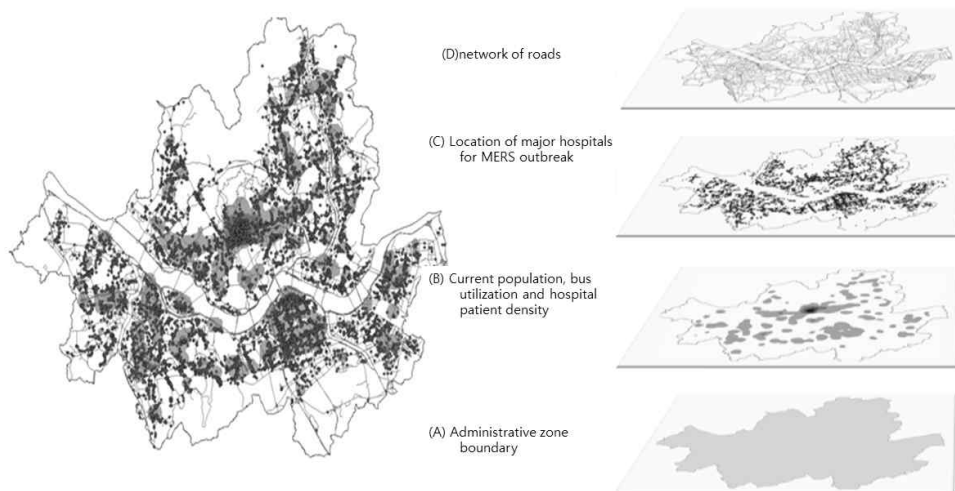 (D)network of roads
(C) Location of major hospitals
for MERS outbreak
(B) Current population, bus
utilization and hospital
patient density
(A) Administrative zone
boundary